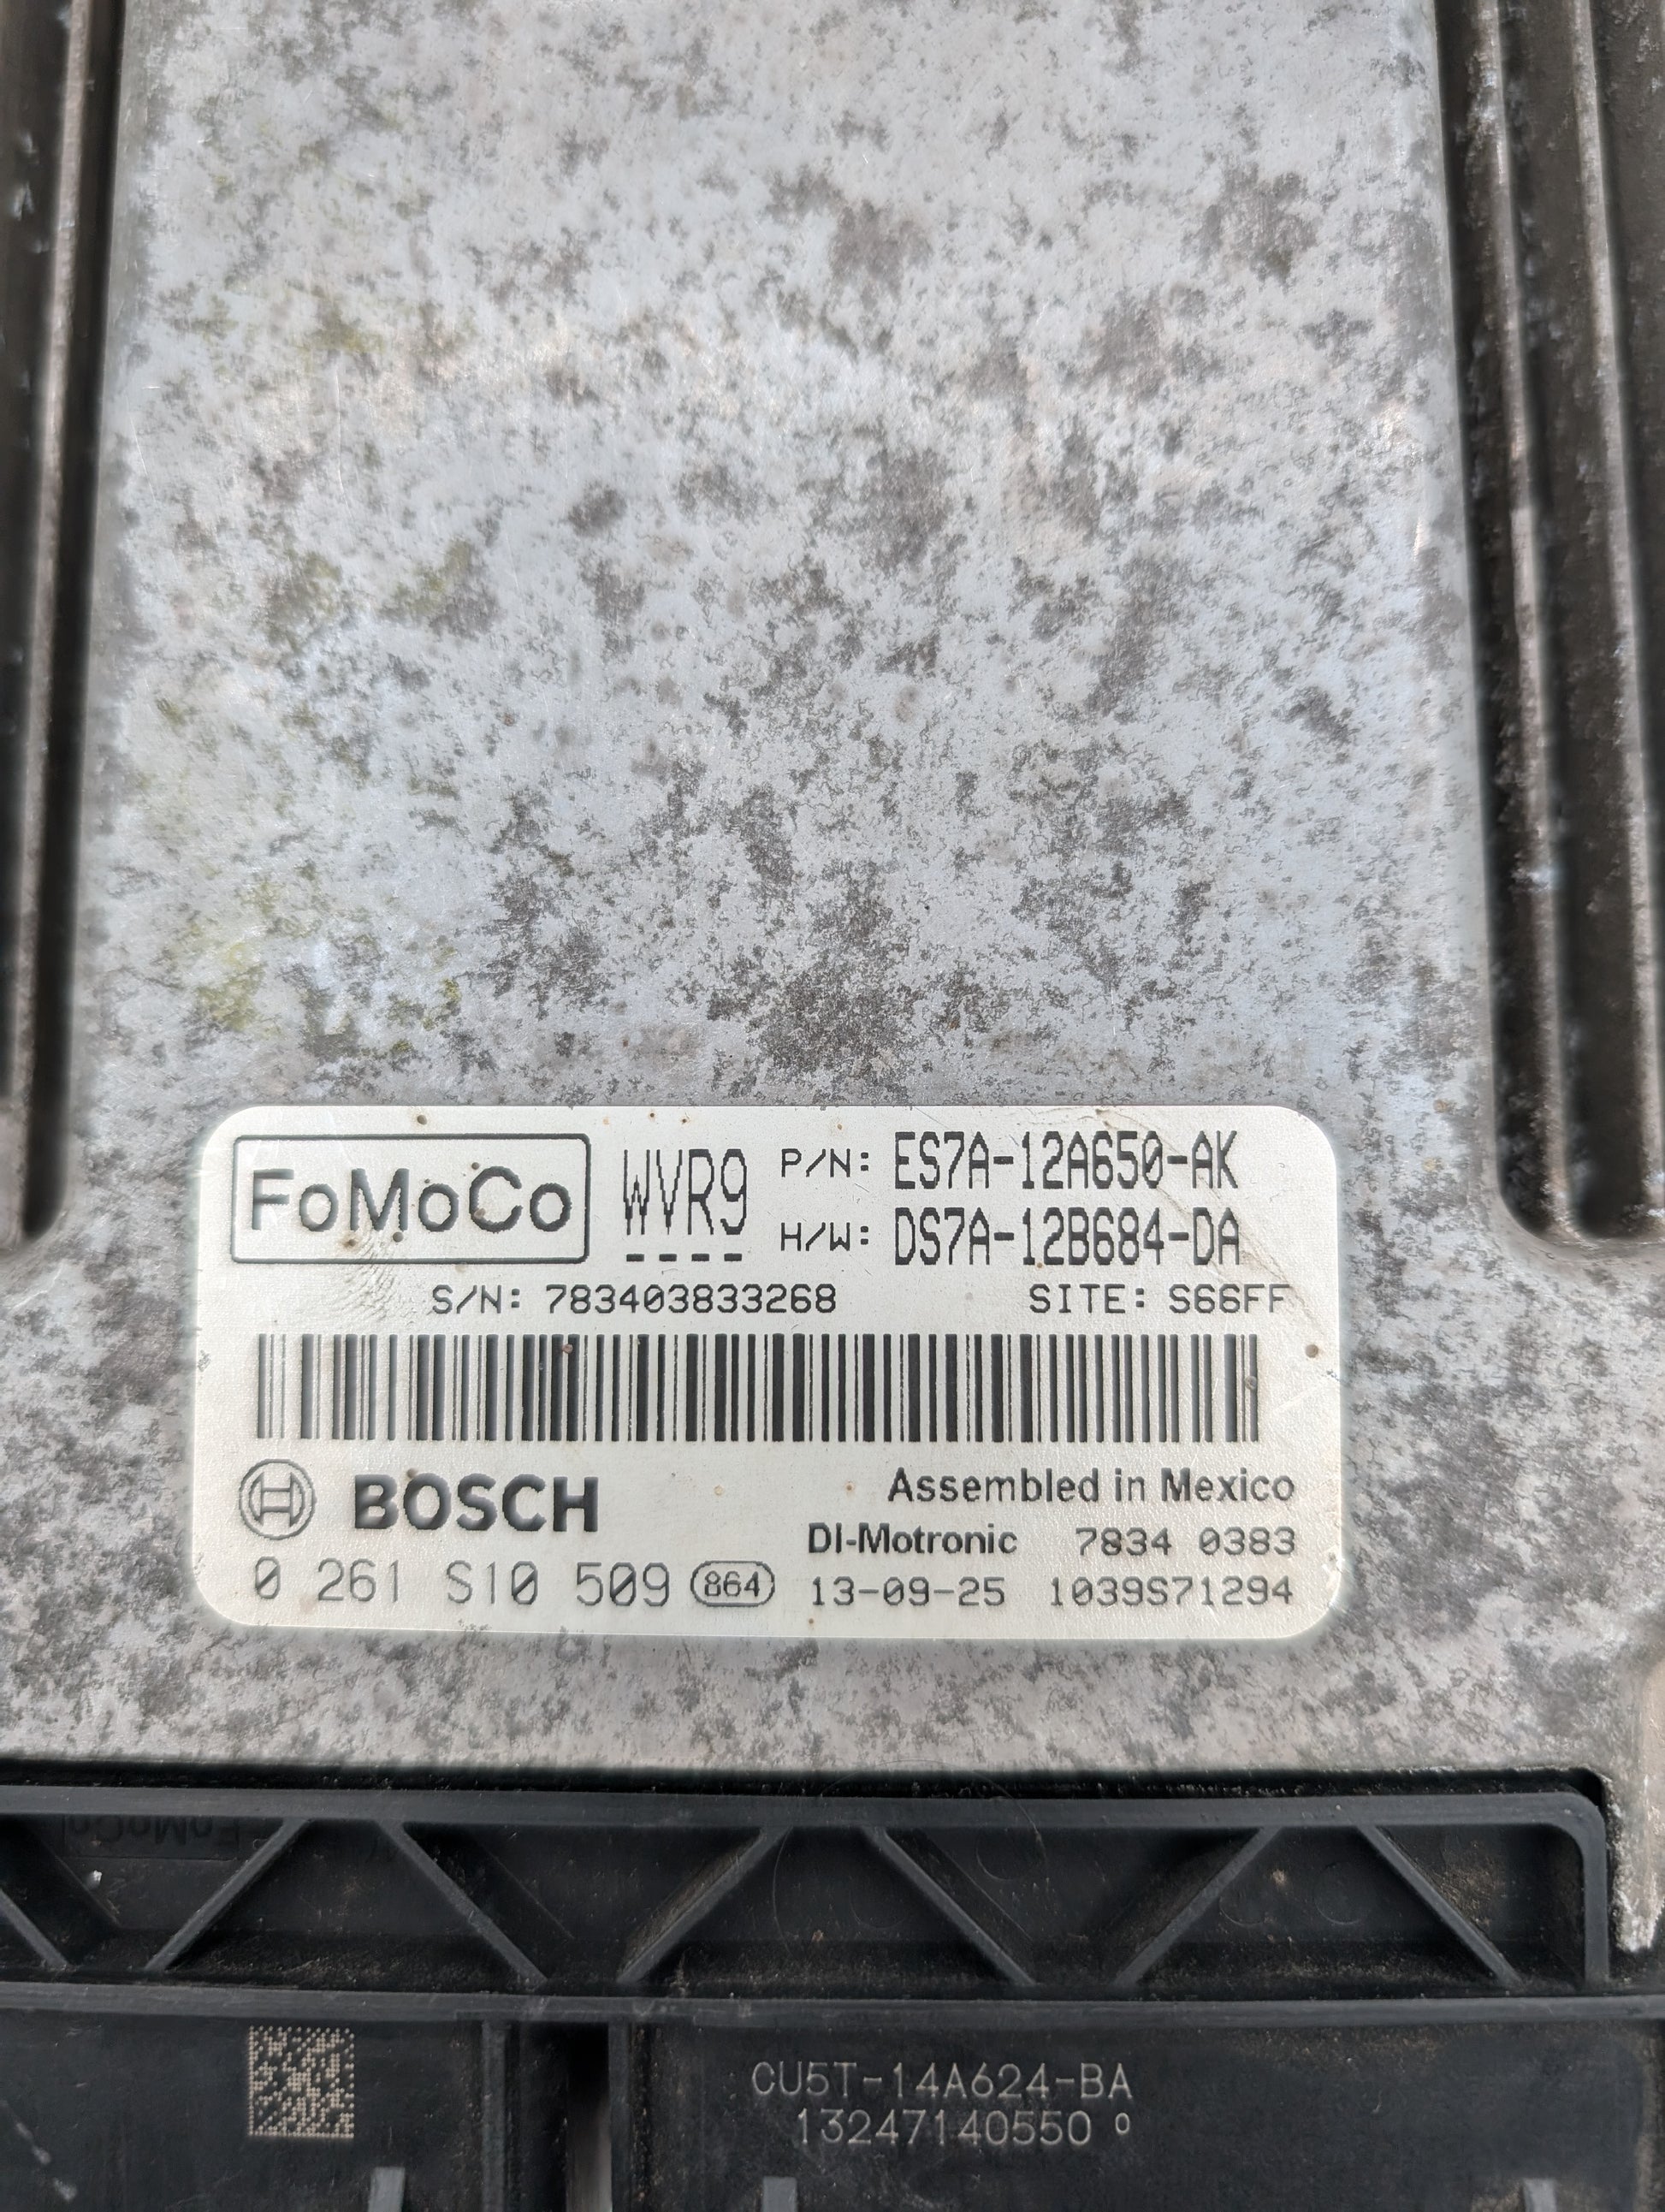 FoMoCo WVR9 P/N: ES7A-12A650-AK
H/W: DS7A-12B684-DA
S/N: 783403833268 SITE: S66FF
BOSCH Assembled in Mexico
DI-Motronic 7834 0383
0 261 S10 509 864 13-09-25 1039S71294
FoMoCo
CU5T-14A624-BA
13247140550